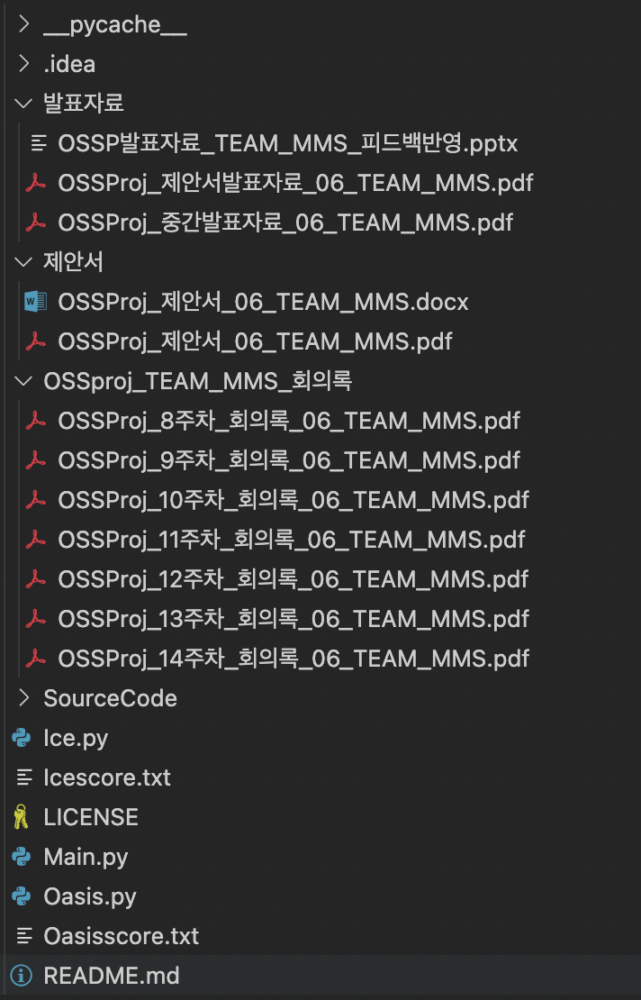 __pycache__
.idea
발표자료
OSSP발표자료_TEAM_MMS_피드백반영.pptx
OSSProj_제안서발표자료_06_TEAM_MMS.pdf
OSSProj_중간발표자료_06_TEAM_MMS.pdf
제안서
OSSProj_제안서_06_TEAM_MMS.docx
OSSProj_제안서_06_TEAM_MMS.pdf
OSSproj_TEAM_MMS_회의록
OSSProj_8주차_회의록_06_TEAM_MMS.pdf
OSSProj_9주차_회의록_06_TEAM_MMS.pdf
OSSProj_10주차_회의록_06_TEAM_MMS.pdf
OSSProj_11주차_회의록_06_TEAM_MMS.pdf
OSSProj_12주차_회의록_06_TEAM_MMS.pdf
OSSProj_13주차_회의록_06_TEAM_MMS.pdf
OSSProj_14주차_회의록_06_TEAM_MMS.pdf
SourceCode
Ice.py
Icescore.txt
LICENSE
Main.py
Oasis.py
Oasisscore.txt
README.md